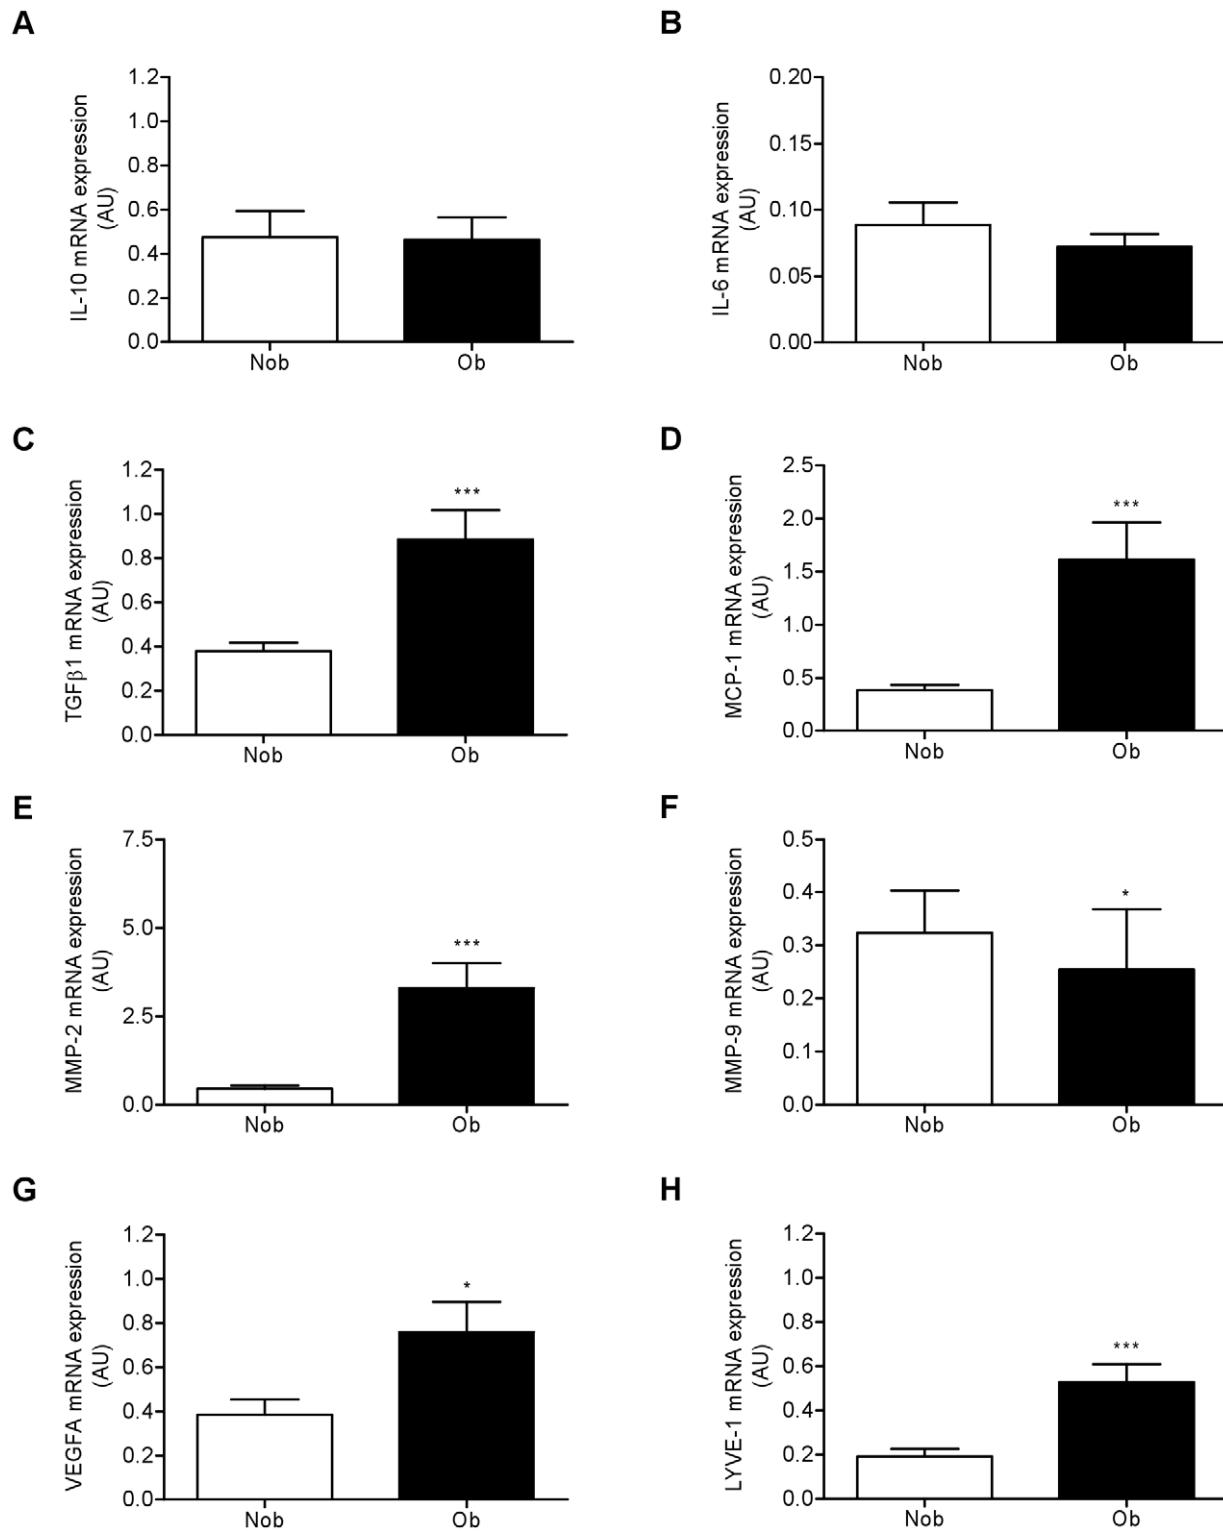 A
IL-10 mRNA expression
(AU)
1.2
1.0
0.8
0.6
0.4
0.2
0.0
Nob Ob
B
IL-6 mRNA expression
(AU)
0.20
0.15
0.10
0.05
0.00
Nob Ob
C
TGFβ1 mRNA expression
(AU)
1.2
1.0
0.8
0.6
0.4
0.2
0.0
***
Nob Ob
D
MCP-1 mRNA expression
(AU)
2.5
2.0
1.5
1.0
0.5
0.0
***
Nob Ob
E
MMP-2 mRNA expression
(AU)
7.5
5.0
2.5
0.0
***
Nob Ob
F
MMP-9 mRNA expression
(AU)
0.5
0.4
0.3
0.2
0.1
0.0
*
Nob Ob
G
VEGFA mRNA expression
(AU)
1.2
1.0
0.8
0.6
0.4
0.2
0.0
*
Nob Ob
H
LYVE-1 mRNA expression
(AU)
1.2
1.0
0.8
0.6
0.4
0.2
0.0
***
Nob Ob